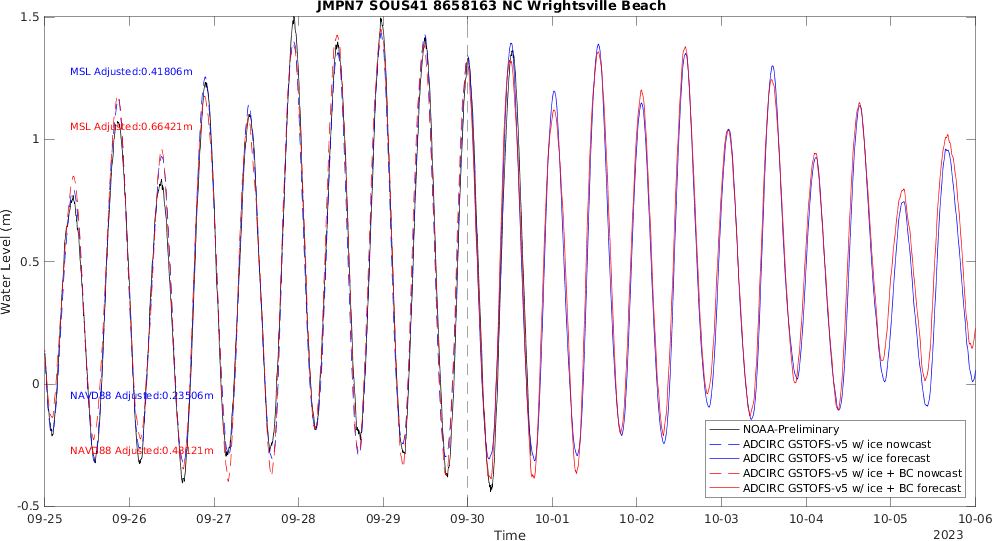 JMPN7 SOUS41 8658163 NC Wrightsville Beach
1.5
MSL Adjusted:0.41806m
MSL Adjusted:0.66421m
1
Water Level (m)
0.5
0
NAVD88 Adjusted:0.23506m
NAVD88 Adjusted:0.48121m
NOAA-Preliminary
ADCIRC GSTOFS-v5 w/ ice nowcast
ADCIRC GSTOFS-v5 w/ ice forecast
ADCIRC GSTOFS-v5 w/ ice + BC nowcast
ADCIRC GSTOFS-v5 w/ ice + BC forecast
-0.5
09-25 09-26 09-27 09-28 09-29 09-30 10-01 10-02 10-03 10-04 10-05 10-06
Time
2023